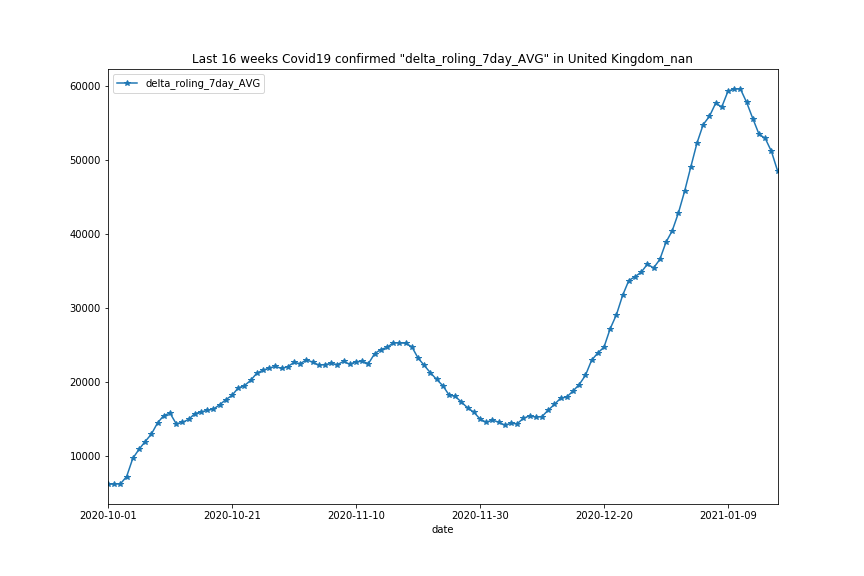 Last 16 weeks Covid19 confirmed "delta_roling_7day_AVG" in United Kingdom_nan
delta_roling_7day_AVG
60000
50000
40000
30000
20000
10000
2020-10-01 2020-10-21 2020-11-10 2020-11-30 2020-12-20 2021-01-09
date